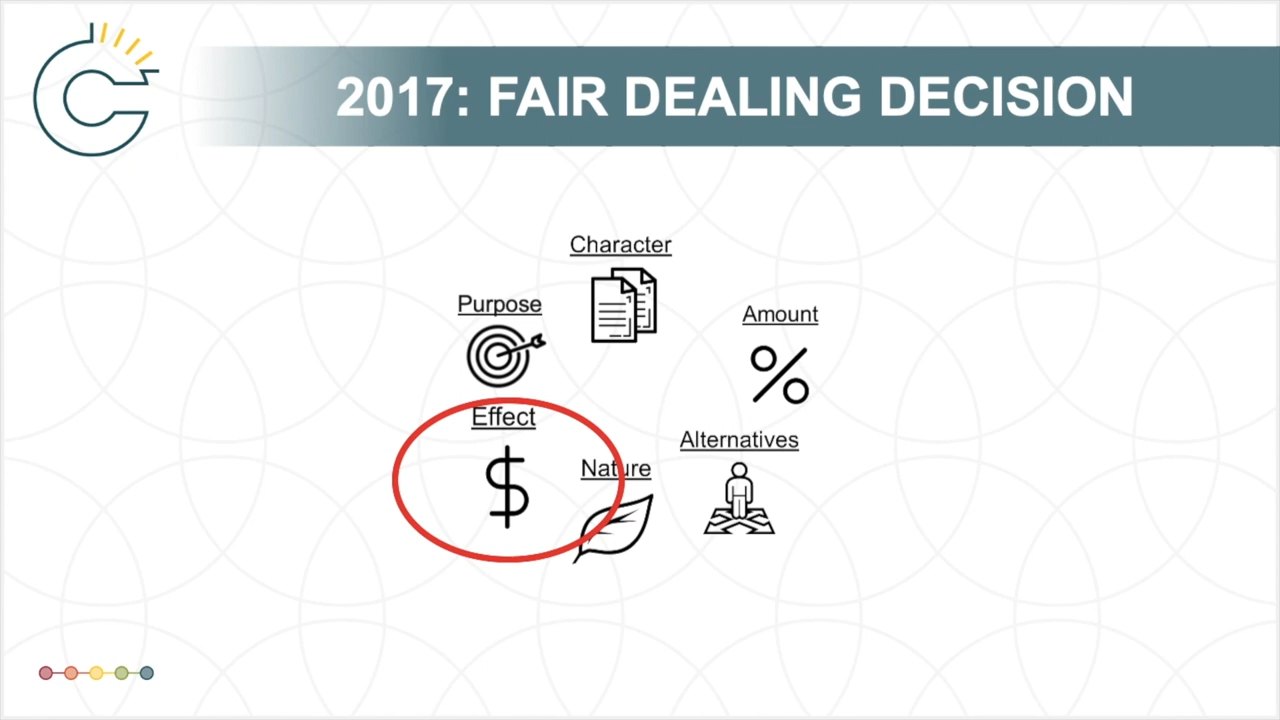 2017: FAIR DEALING DECISION
Character
Purpose
Amount
Effect
$
Nature
Alternatives
%